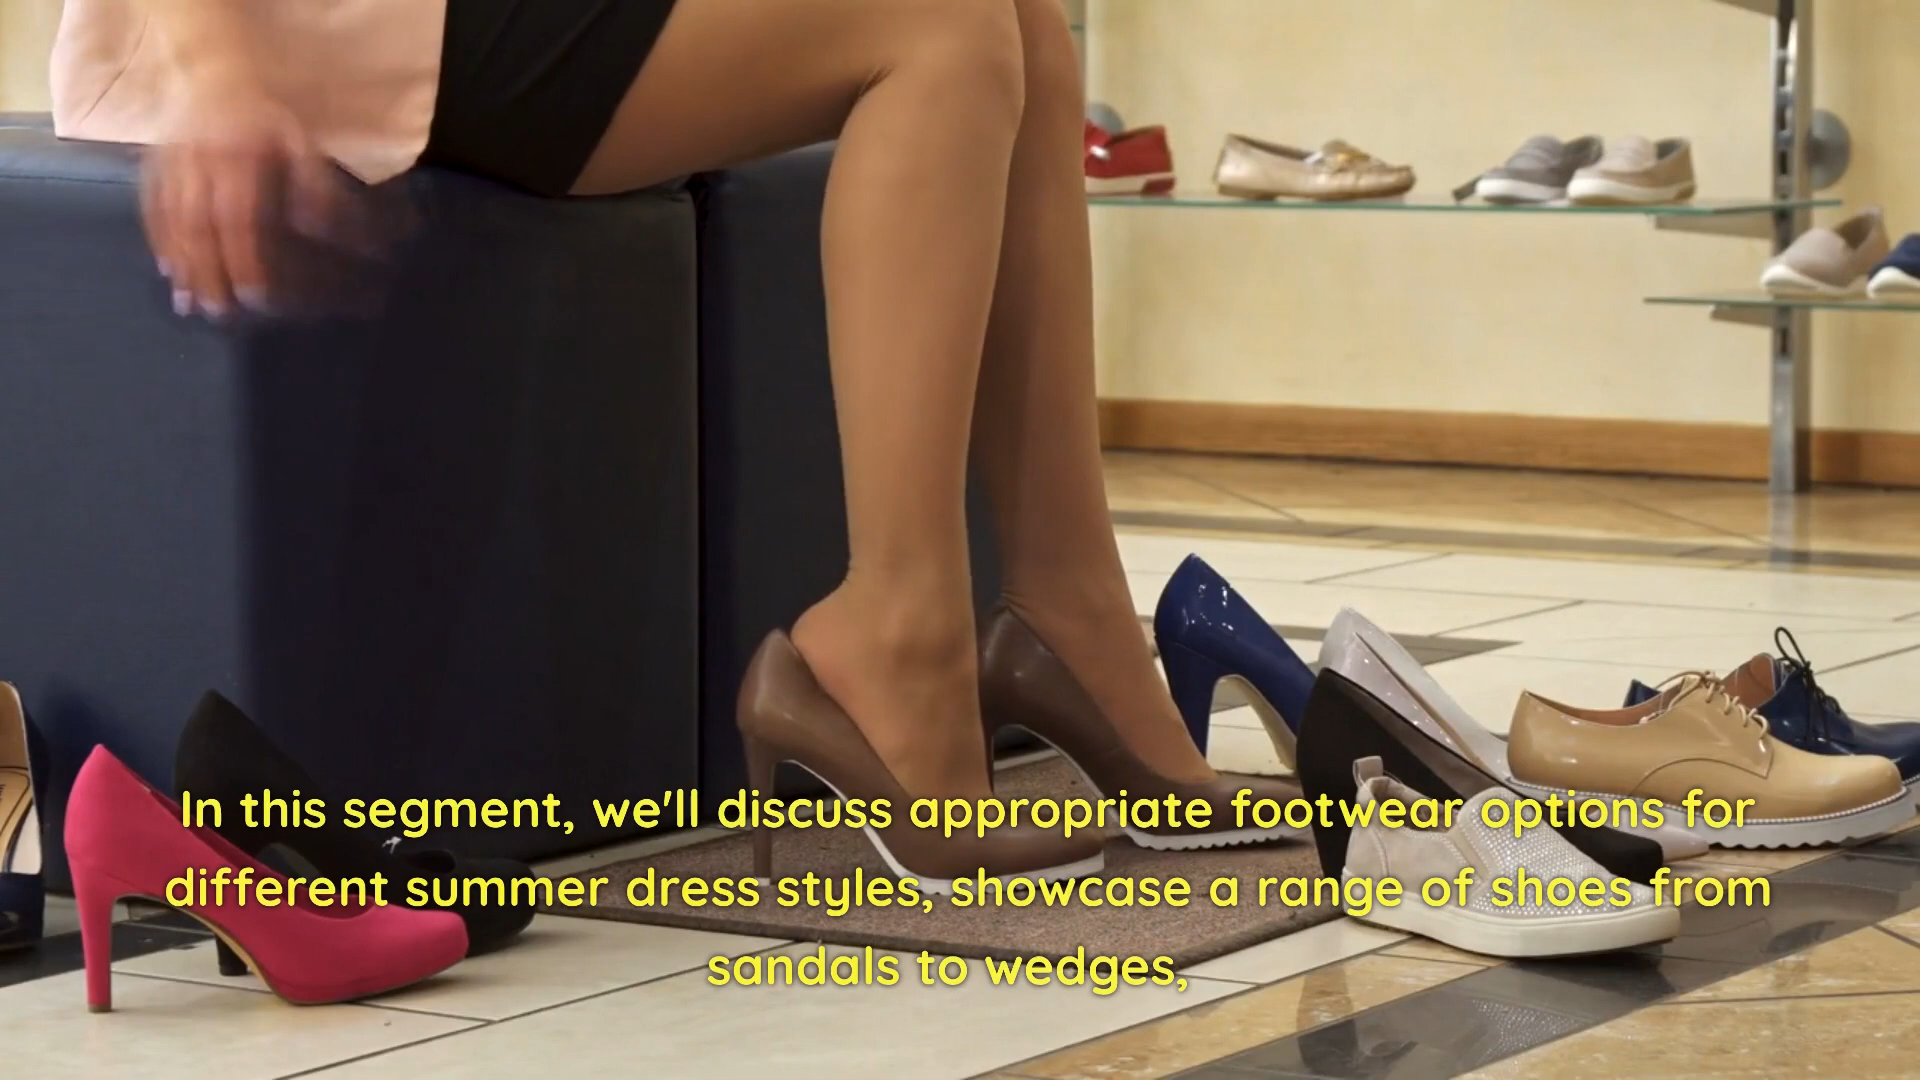 In this segment, we'll discuss appropriate footwear options for
different summer dress styles, showcase a range of shoes from
sandals to wedges,